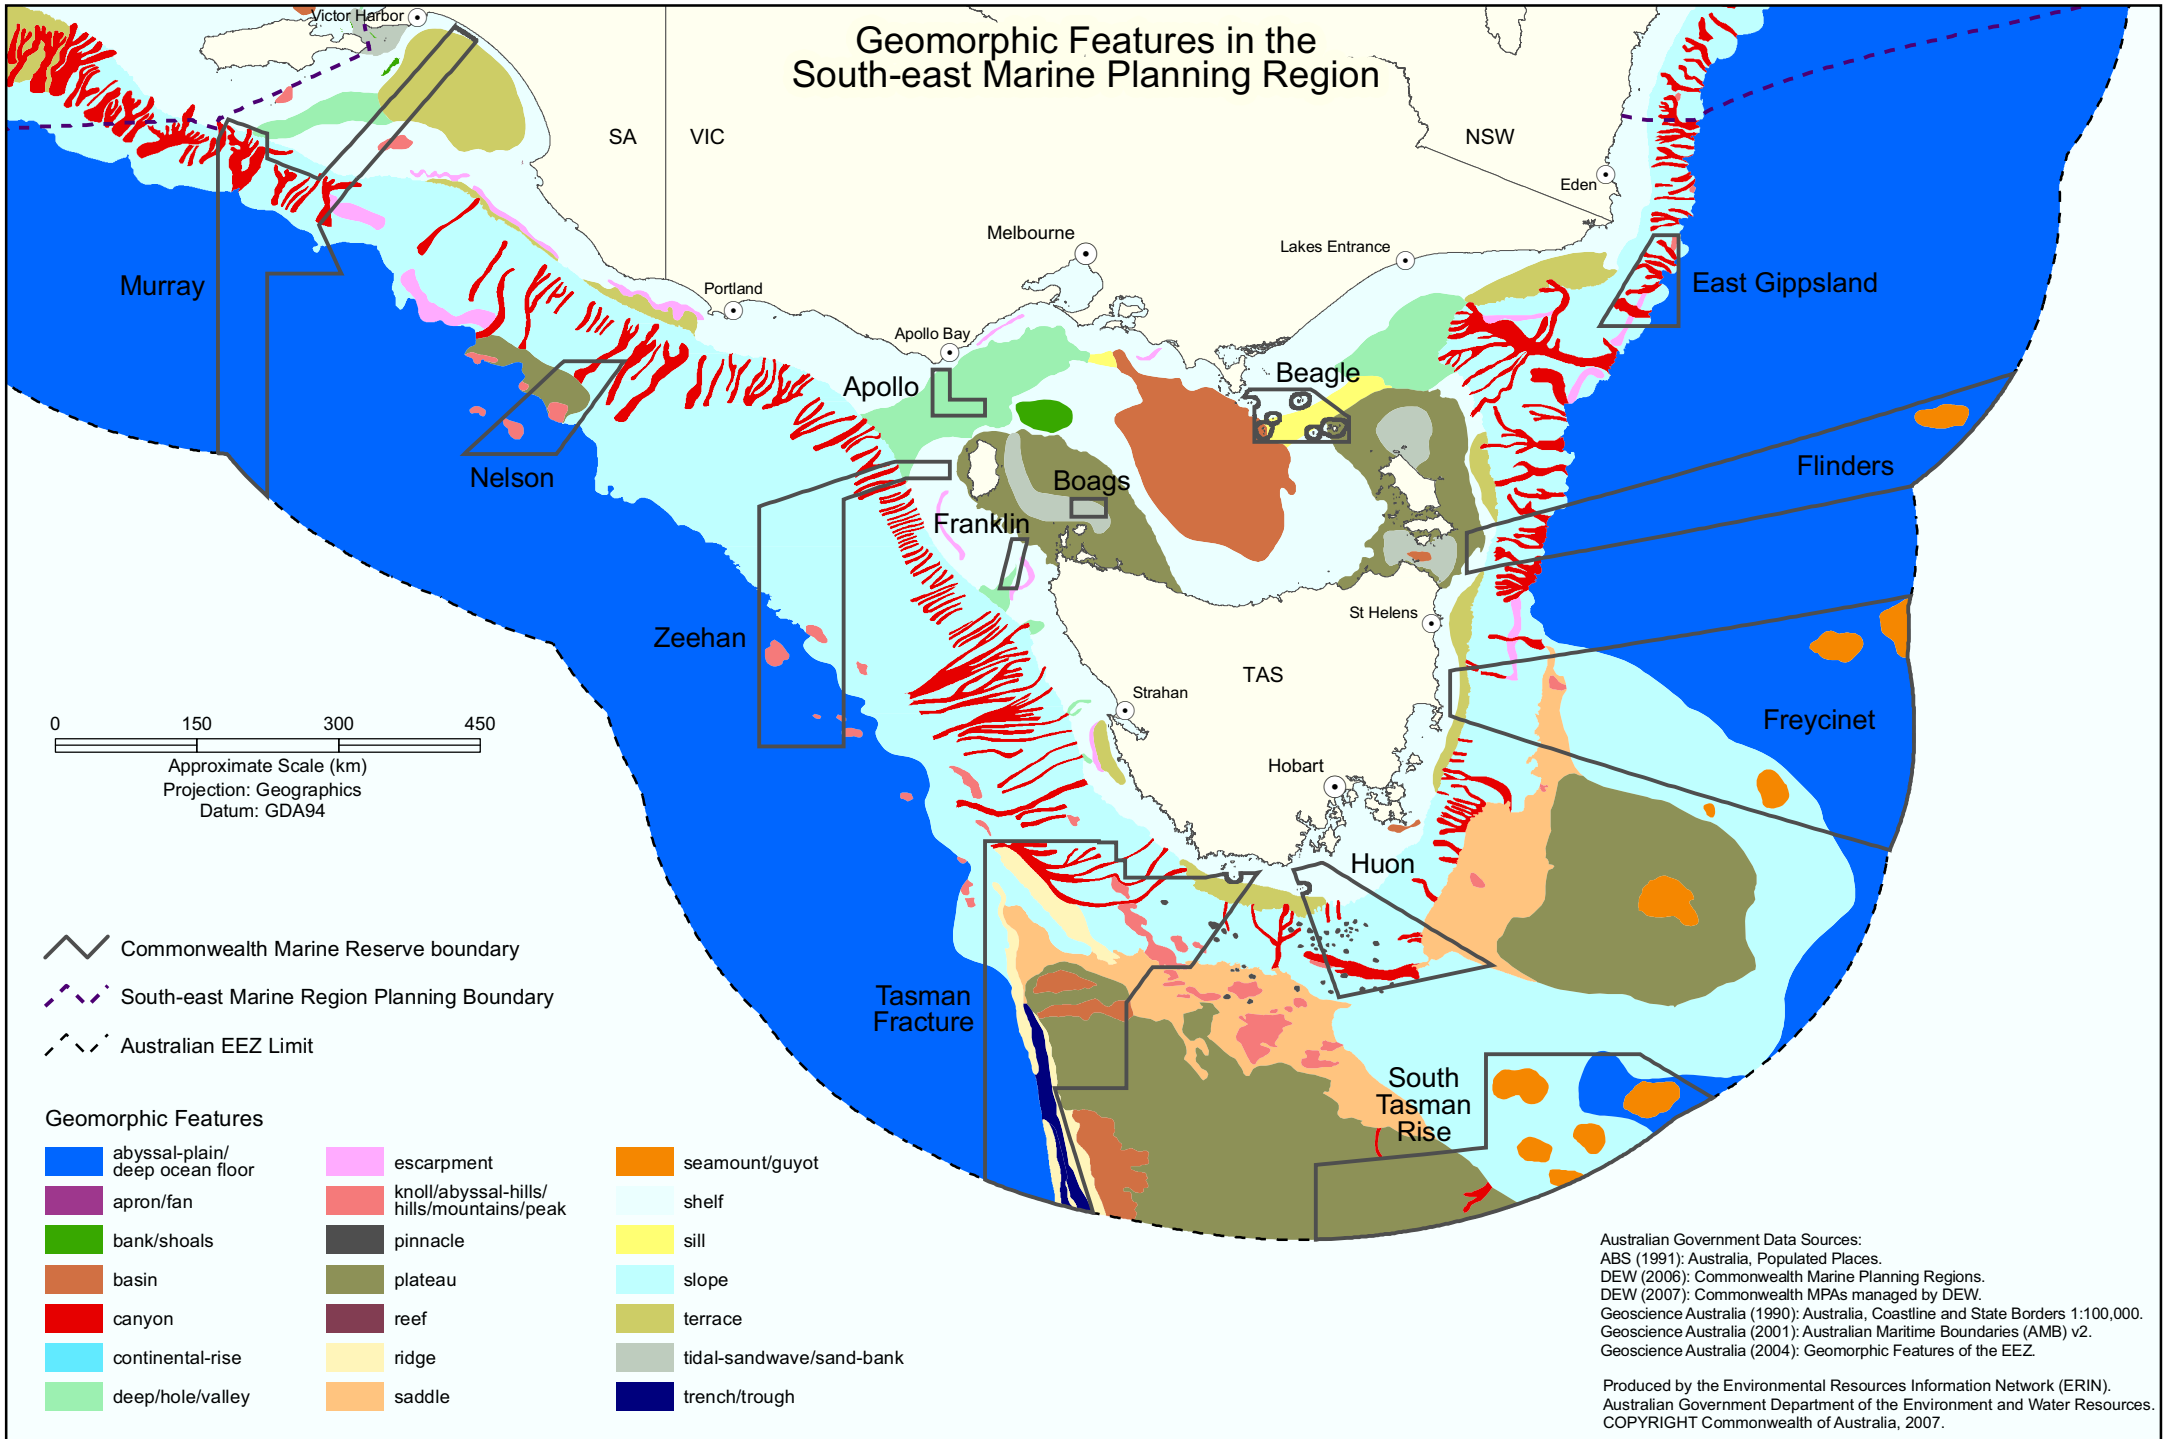 Geomorphic Features in the
South-east Marine Planning Region
Victor Harbor
SA
VIC
NSW
Eden
Melbourne
Lakes Entrance
Murray
Portland
East Gippsland
Apollo Bay
Apollo
Beagle
Nelson
Boags
Flinders
Franklin
Zeehan
St Helens
TAS
Strahan
Freycinet
Hobart
Huon
0 150 300 450
Approximate Scale (km)
Projection: Geographics
Datum: GDA94
Tasman
Fracture
South
Tasman
Rise
Commonwealth Marine Reserve boundary
South-east Marine Region Planning Boundary
Australian EEZ Limit
Geomorphic Features
abyssal-plain/
deep ocean floor
apron/fan
bank/shoals
basin
canyon
continental-rise
deep/hole/valley
escarpment
knoll/abyssal-hills/
hills/mountains/peak
pinnacle
plateau
reef
ridge
saddle
seamount/guyot
shelf
sill
slope
terrace
tidal-sandwave/sand-bank
trench/trough
Australian Government Data Sources:
ABS (1991): Australia, Populated Places.
DEW (2006): Commonwealth Marine Planning Regions.
DEW (2007): Commonwealth MPAs managed by DEW.
Geoscience Australia (1990): Australia, Coastline and State Borders 1:100,000.
Geoscience Australia (2001): Australian Maritime Boundaries (AMB) v2.
Geoscience Australia (2004): Geomorphic Features of the EEZ.
Produced by the Environmental Resources Information Network (ERIN).
Australian Government Department of the Environment and Water Resources.
COPYRIGHT Commonwealth of Australia, 2007.